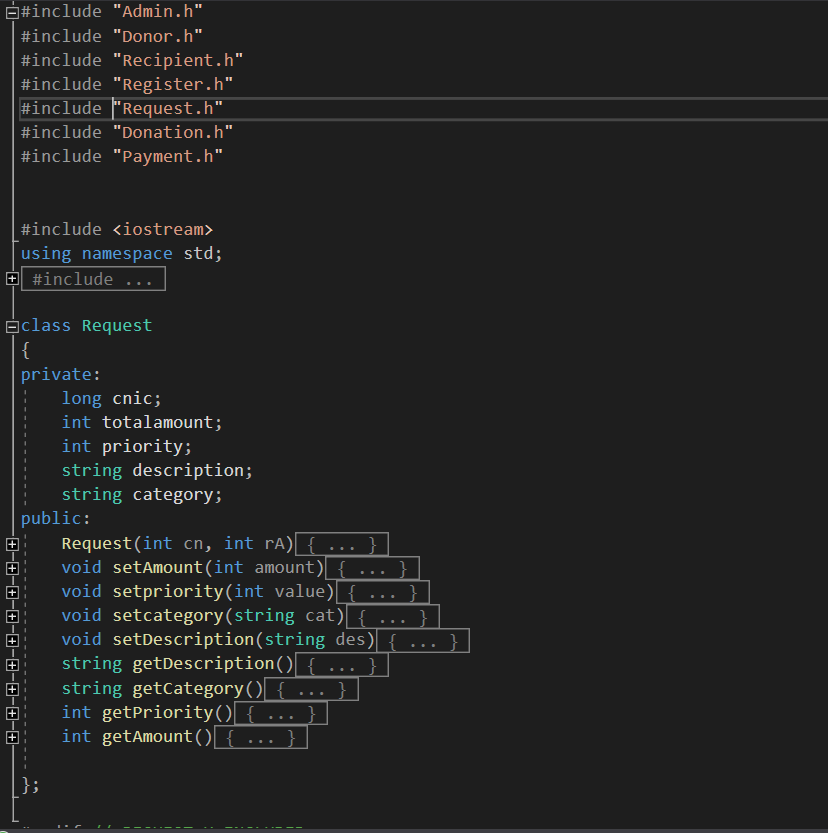 #include "Admin.h"
#include "Donor.h"
#include "Recipient.h"
#include "Register.h"
#include "Request.h"
#include "Donation.h"
#include "Payment.h"
#include <iostream>
using namespace std;
#include ...
class Request
{
private:
long cnic;
int totalamount;
int priority;
string description;
string category;
public:
Request(int cn, int rA){ ... }
void setAmount(int amount){ ... }
void setpriority(int value){ ... }
void setcategory(string cat){ ... }
void setDescription(string des){ ... }
string getDescription(){ ... }
string getCategory(){ ... }
int getPriority(){ ... }
int getAmount(){ ... }
};